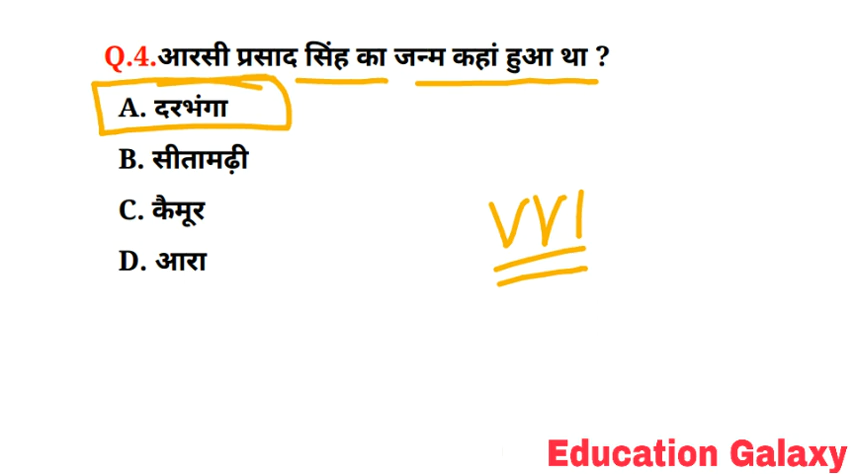 Q.4.आरसी प्रसाद सिंह का जन्म कहां हुआ था ?
A. दरभंगा
B. सीतामढ़ी
C. कैमूर
D. आरा
VVI
Education Galaxy